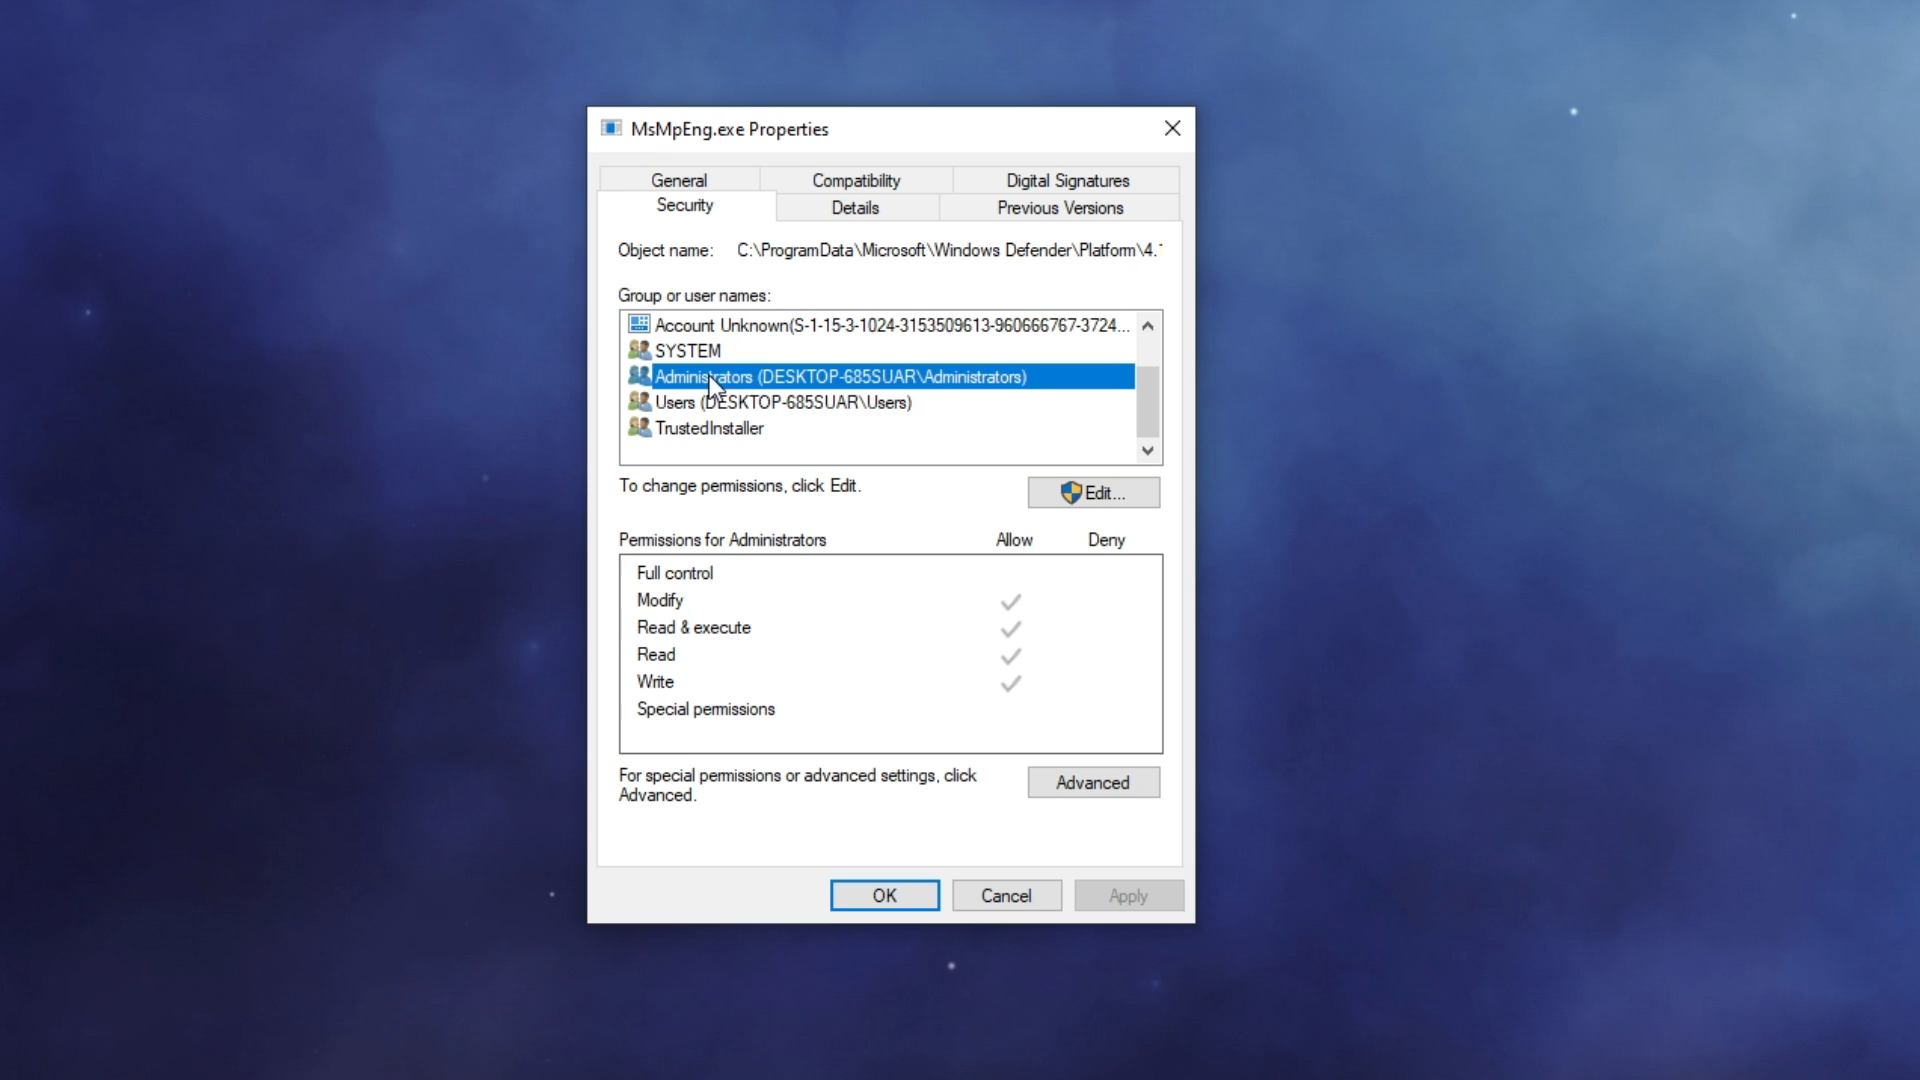 MsMpEng.exe Properties
General Compatibility Digital Signatures
Security Details Previous Versions
Object name: C:\ProgramData\Microsoft\Windows Defender\Platform\4.
Group or user names:
Account Unknown(S-1-15-3-1024-3153509613-960666767-3724...
SYSTEM
Administrators (DESKTOP-685SUAR\Administrators)
Users (DESKTOP-685SUAR\Users)
TrustedInstaller
To change permissions, click Edit.
Edit...
Permissions for Administrators Allow Deny
Full control
Modify
Read & execute
Read
Write
Special permissions
For special permissions or advanced settings, click
Advanced.
Advanced
OK Cancel Apply